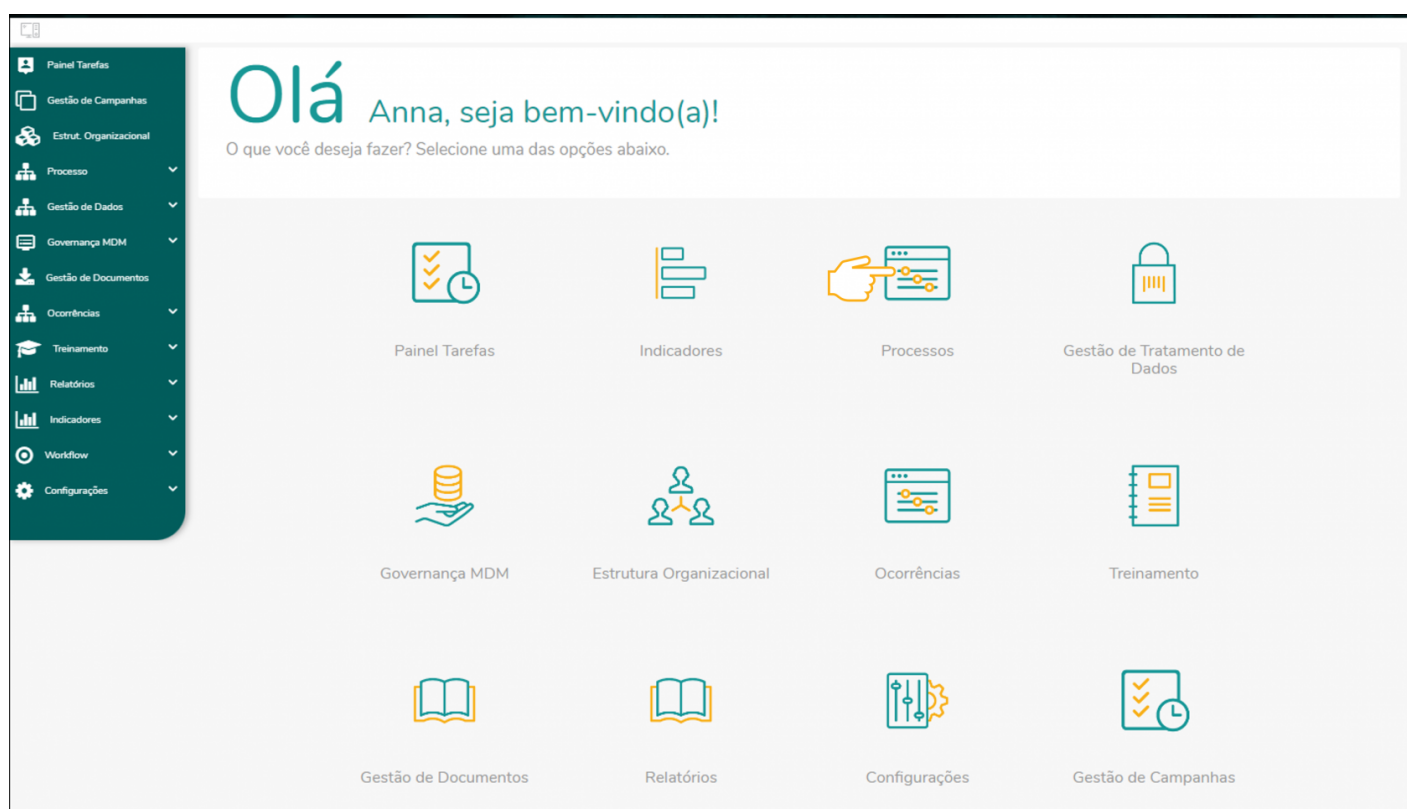 Painel Tarefas
Gestão de Campanhas
Estrut. Organizacional
Processo
Gestão de Dados
Governança MDM
Gestão de Documentos
Ocorrências
Treinamento
Relatórios
Indicadores
Workflow
Configurações
Olá Anna, seja bem-vindo(a)!
O que você deseja fazer? Selecione uma das opções abaixo.
Painel Tarefas
Indicadores
Processos
Gestão de Tratamento de
Dados
Governança MDM
Estrutura Organizacional
Ocorrências
Treinamento
Gestão de Documentos
Relatórios
Configurações
Gestão de Campanhas